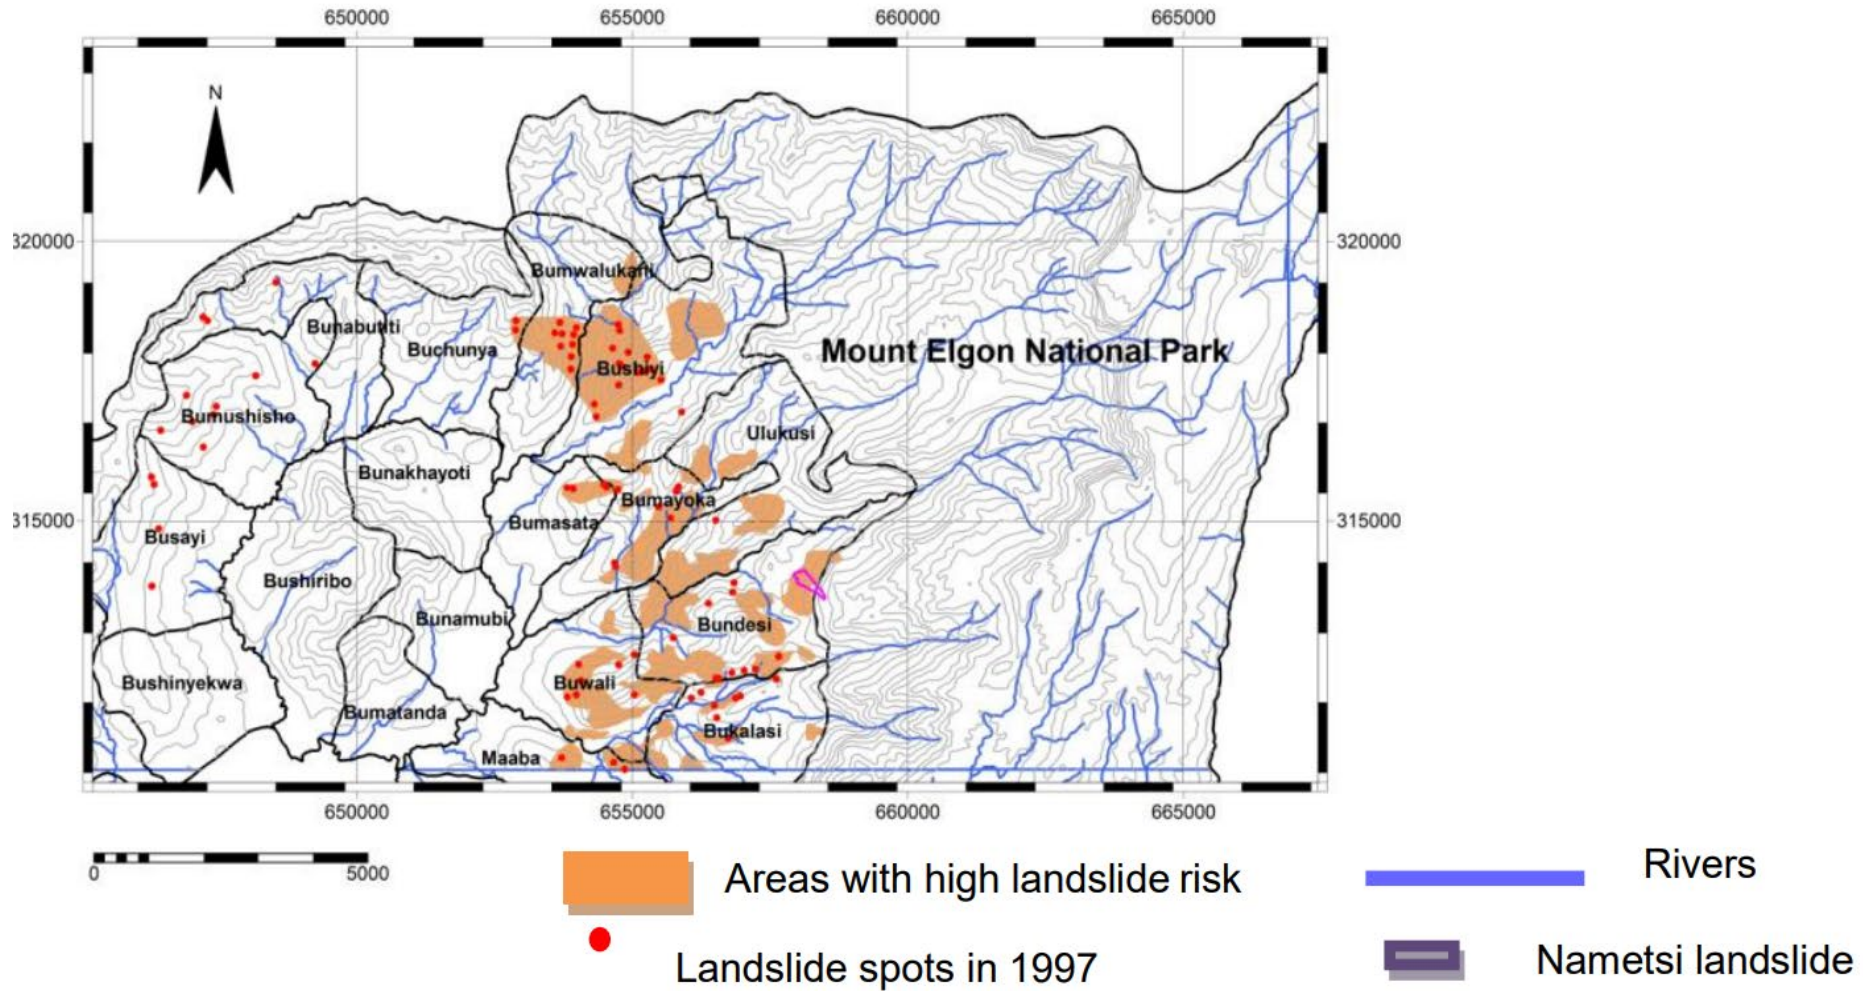 650000 655000 660000 665000
N
320000 320000
Bumwalukani
Bunabutiti
Buchunya
Mount Elgon National Park
Bushiyi
Bumushisho
Ulukusi
Bunakhayoti
Bumayoka
315000 315000
Bumasata
Busayi
Bushiribo
Bunamubi
Bundesi
Bushinyekwa
Buwali
Bumatanda
Bukalasi
Maaba
650000 655000 660000 665000
0 5000
Areas with high landslide risk
Rivers
Landslide spots in 1997
Nametsi landslide